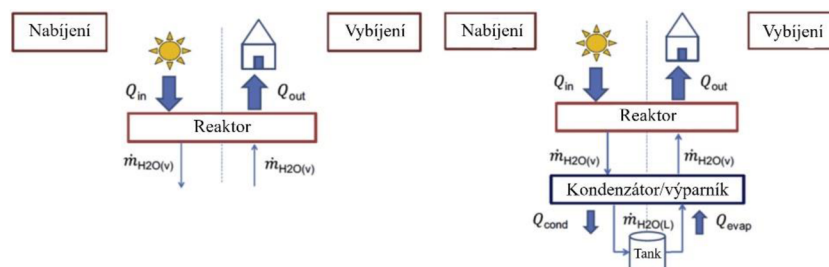 Nabíjení
Vybíjení
Q_in
Q_out
Reaktor
ṁ_H2O(v)
ṁ_H2O(v)
Nabíjení
Vybíjení
Q_in
Q_out
Reaktor
ṁ_H2O(v)
ṁ_H2O(v)
Kondenzátor/výparník
Q_cond
ṁ_H2O(L)
Q_evap
Tank